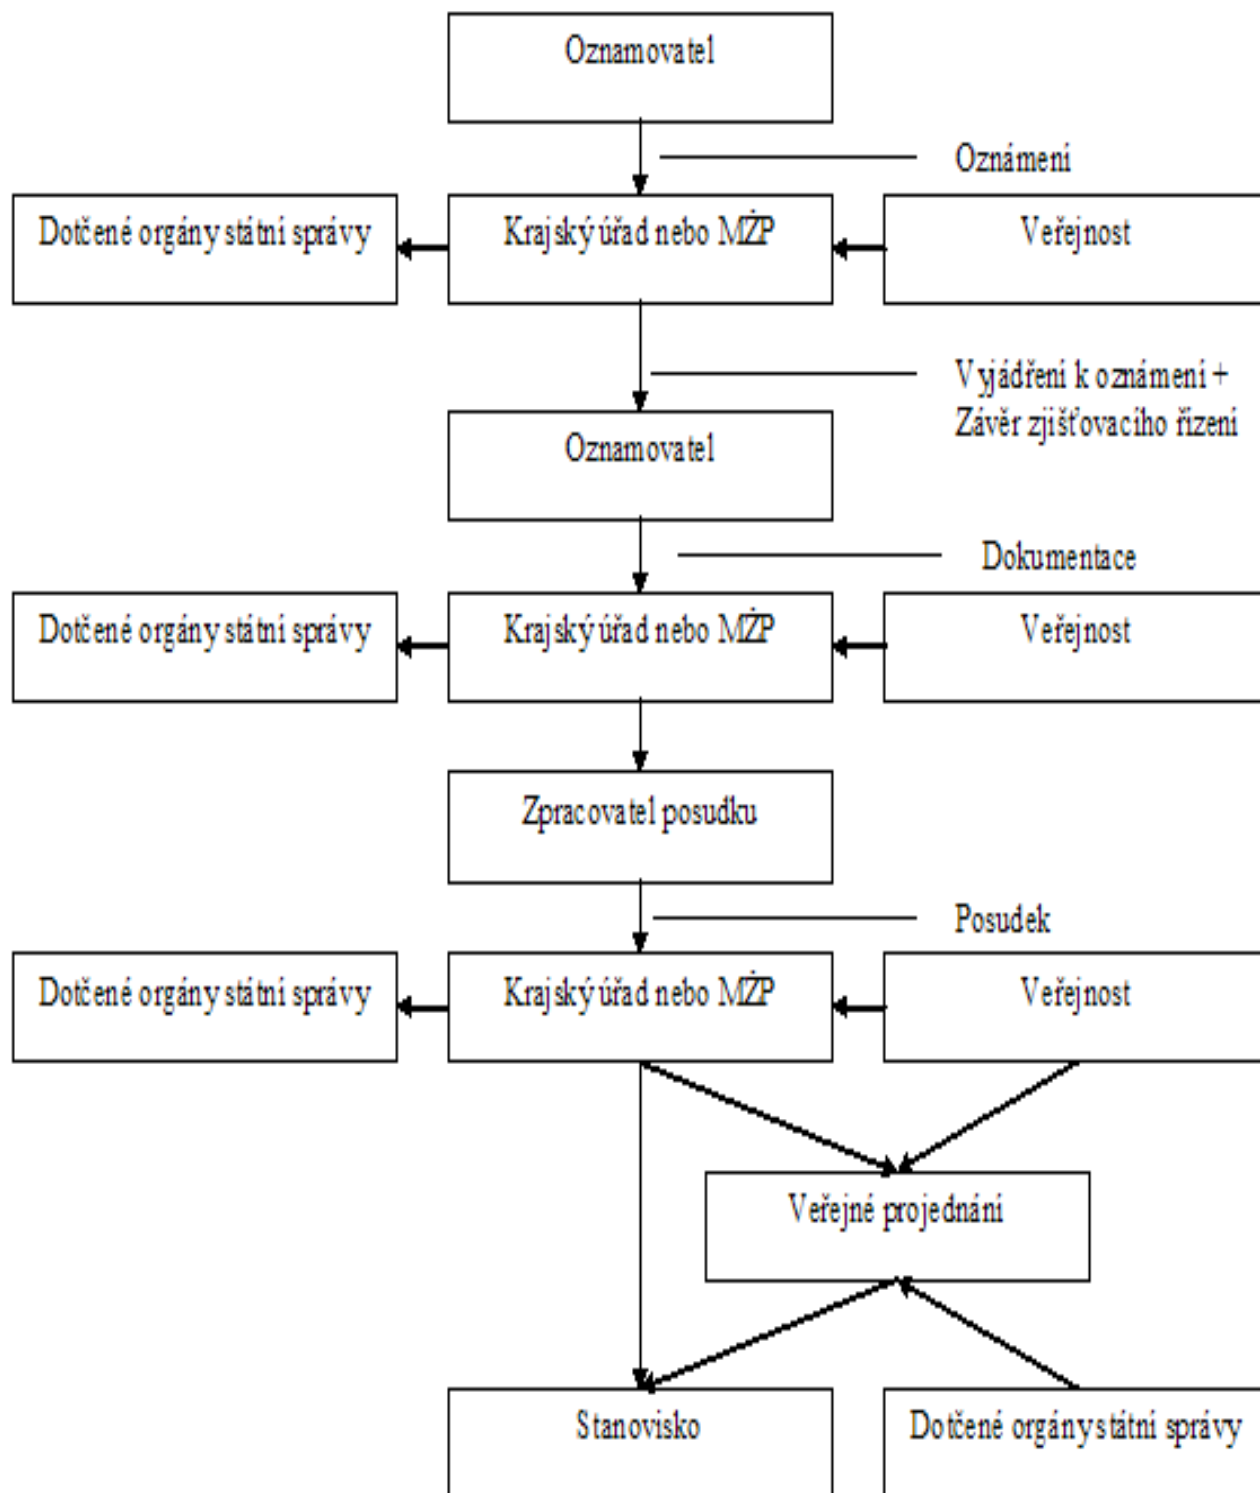 Oznamovatel
Oznámení
Dotčené orgány státní správy
Krajský úřad nebo MŽP
Veřejnost
Vyjádření k oznámení +
Závěr zjišťovacího řízení
Oznamovatel
Dokumentace
Dotčené orgány státní správy
Krajský úřad nebo MŽP
Veřejnost
Zpracovatel posudku
Posudek
Dotčené orgány státní správy
Krajský úřad nebo MŽP
Veřejnost
Veřejné projednání
Stanovisko
Dotčené orgány státní správy